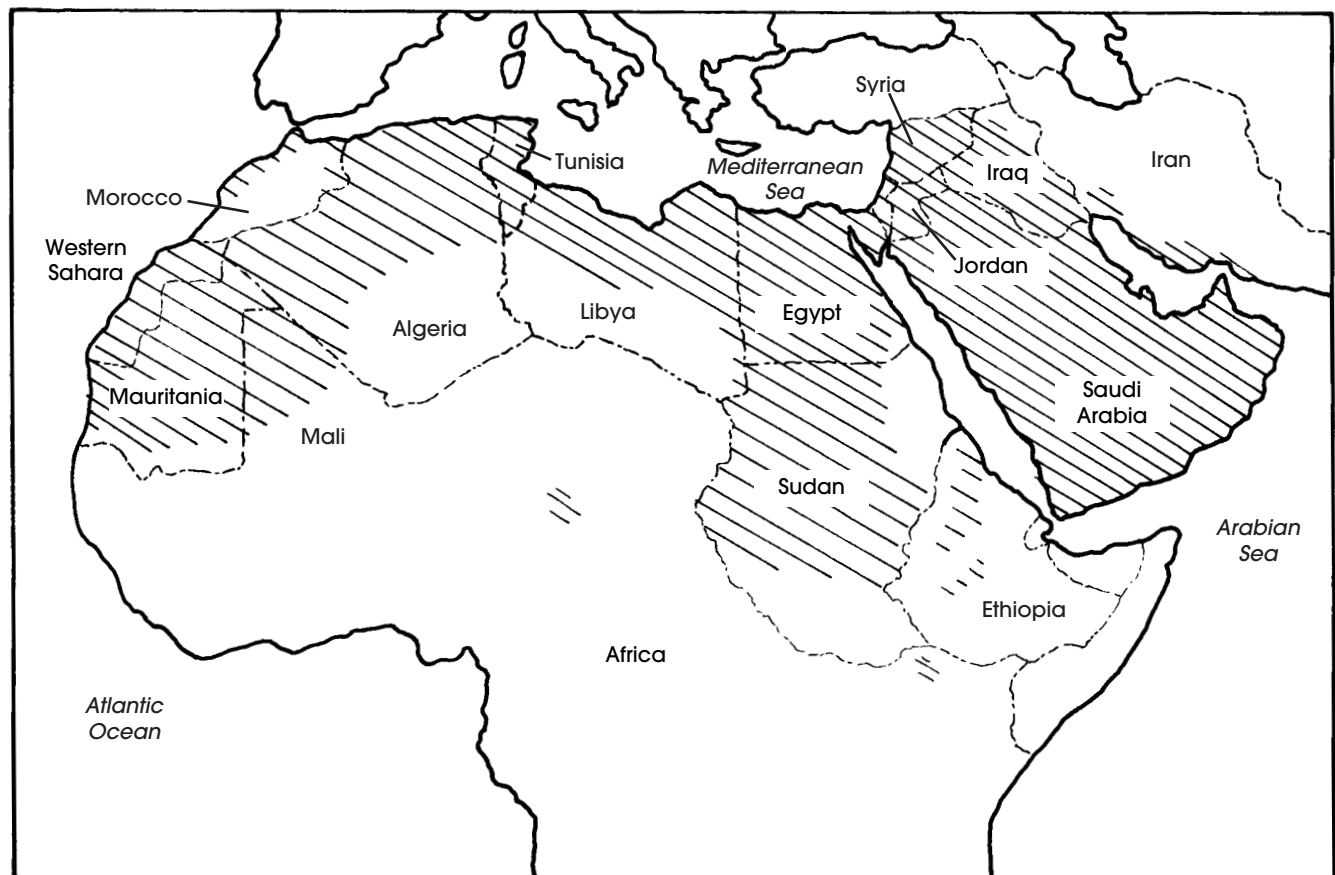 Syria
Tunisia
Mediterranean
Sea
Iraq
Iran
Morocco
Western
Sahara
Jordan
Algeria
Libya
Egypt
Mauritania
Saudi
Arabia
Mali
Sudan
Arabian
Sea
Ethiopia
Africa
Atlantic
Ocean